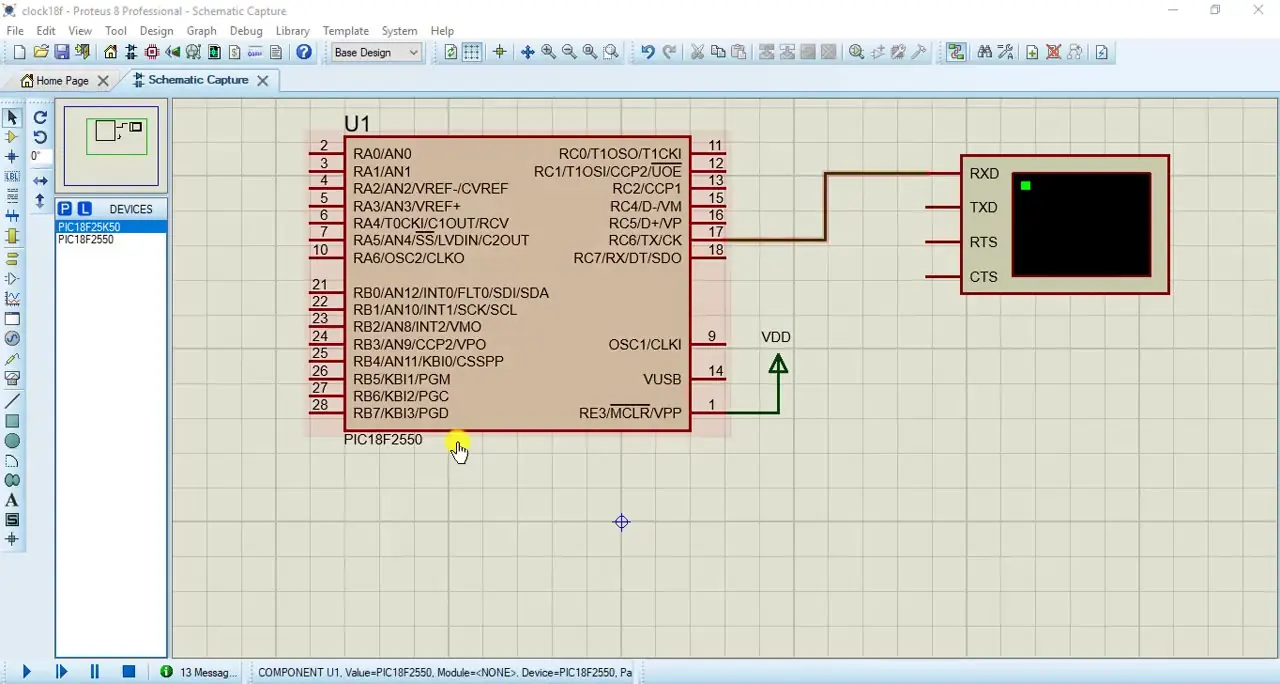 clock18f - Proteus 8 Professional - Schematic Capture
File Edit View Tool Design Graph Debug Library Template System Help
Base Design
Home Page
Schematic Capture
0°
P L DEVICES
PIC18F25K50
PIC18F2550
U1
2 RA0/AN0
3 RA1/AN1
4 RA2/AN2/VREF-/CVREF
5 RA3/AN3/VREF+
6 RA4/T0CKI/C1OUT/RCV
7 RA5/AN4/SS/LVDIN/C2OUT
10 RA6/OSC2/CLKO
21 RB0/AN12/INT0/FLT0/SDI/SDA
22 RB1/AN10/INT1/SCK/SCL
23 RB2/AN8/INT2/VMO
24 RB3/AN9/CCP2/VPO
25 RB4/AN11/KBI0/CSSPP
26 RB5/KBI1/PGM
27 RB6/KBI2/PGC
28 RB7/KBI3/PGD
RC0/T1OSO/T1CKI 11
RC1/T1OSI/CCP2/UOE 12
RC2/CCP1 13
RC4/D-/VM 15
RC5/D+/VP 16
RC6/TX/CK 17
RC7/RX/DT/SDO 18
OSC1/CLKI 9
VUSB 14
RE3/MCLR/VPP 1
PIC18F2550
VDD
RXD
TXD
RTS
CTS
13 Messag...
COMPONENT U1, Value=PIC18F2550, Module=<NONE>, Device=PIC18F2550, Pa